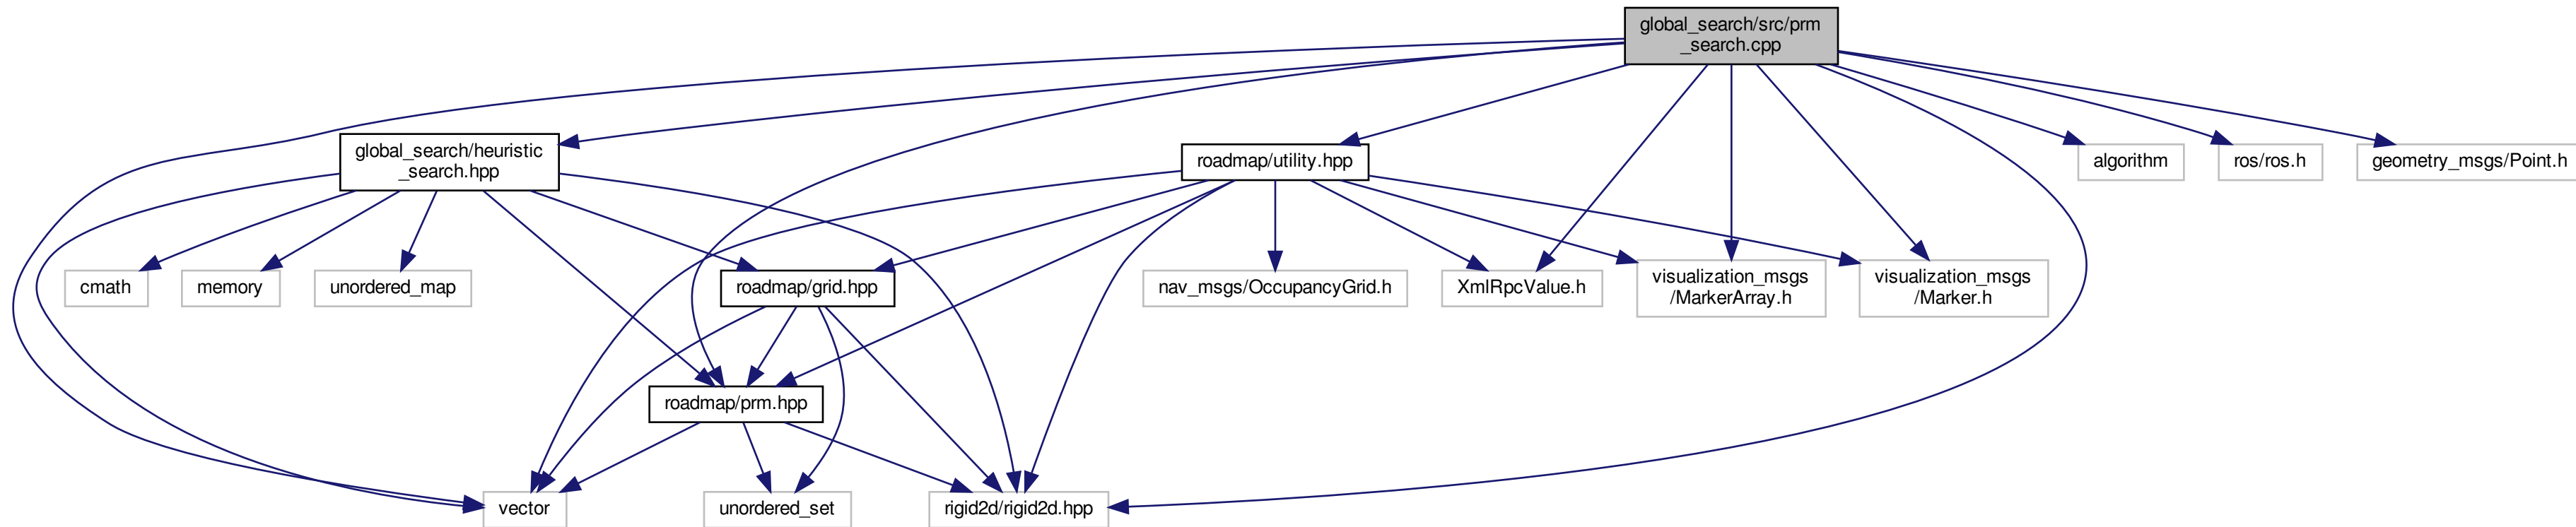 global_search/src/prm
_search.cpp
global_search/heuristic
_search.hpp
roadmap/utility.hpp
algorithm
ros/ros.h
geometry_msgs/Point.h
cmath
memory
unordered_map
roadmap/grid.hpp
nav_msgs/OccupancyGrid.h
XmlRpcValue.h
visualization_msgs
/MarkerArray.h
visualization_msgs
/Marker.h
roadmap/prm.hpp
vector
unordered_set
rigid2d/rigid2d.hpp